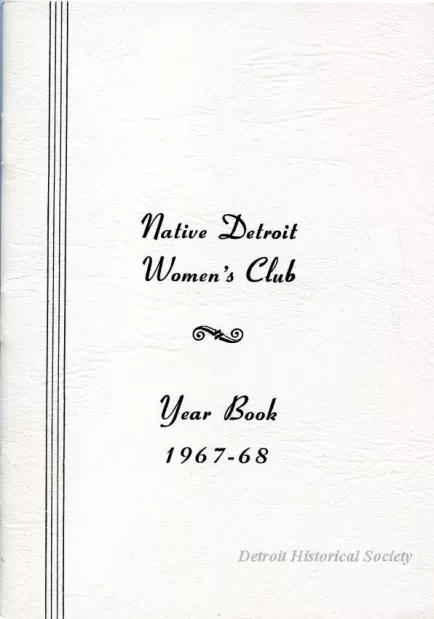 Native Detroit
Women's Club
Year Book
1967-68
Detroit Historical Society